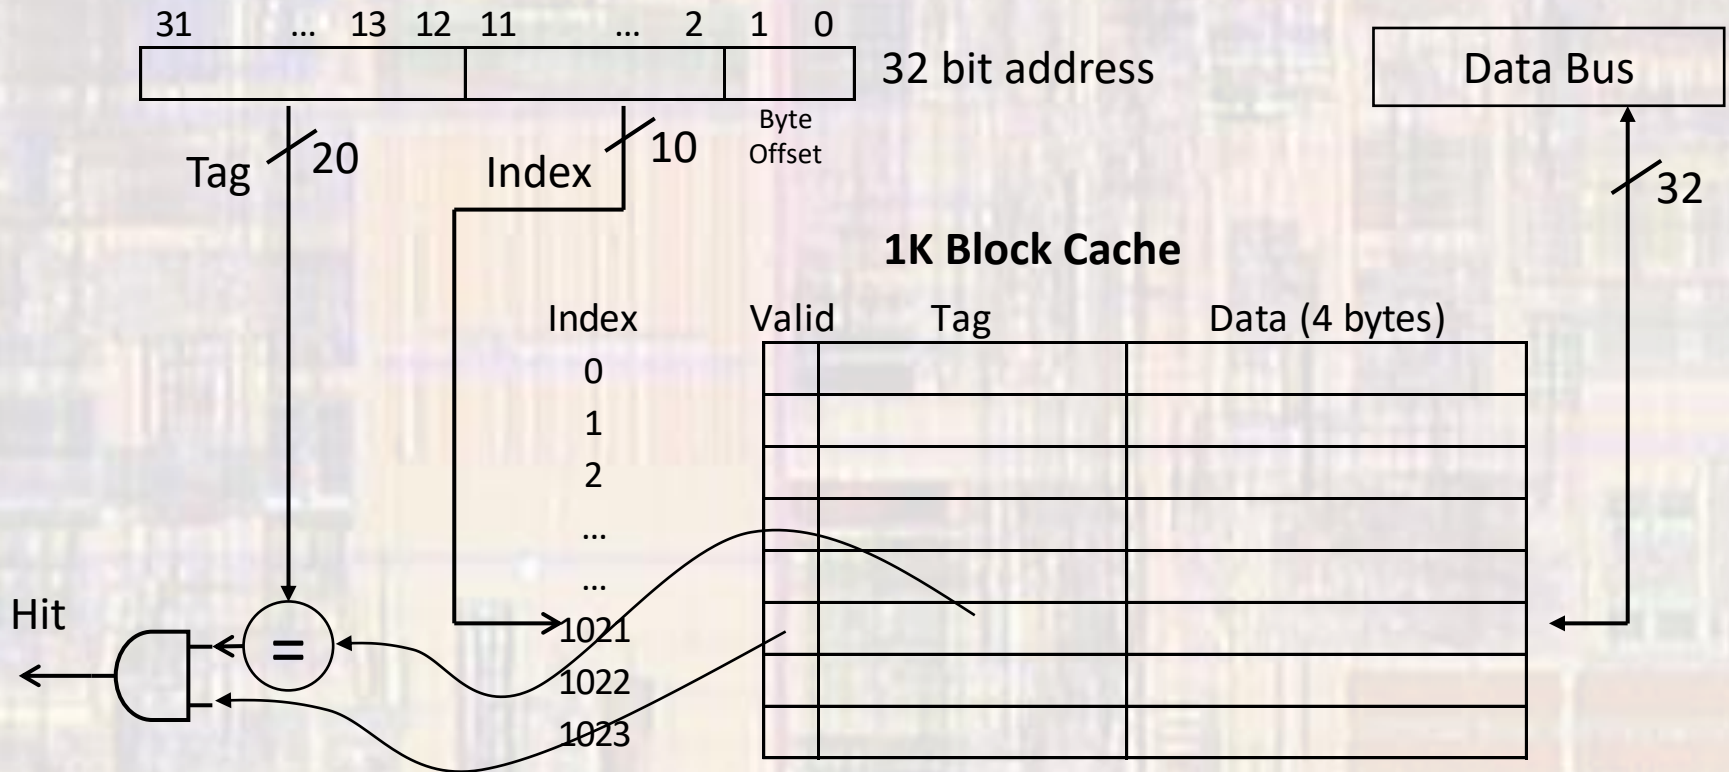 31 ... 13 12 11 ... 2 1 0
32 bit address
Data Bus
Byte
Offset
Tag
20
Index
10
32
1K Block Cache
Index Valid Tag Data (4 bytes)
0
1
2
...
...
Hit
=
1021
1022
1023